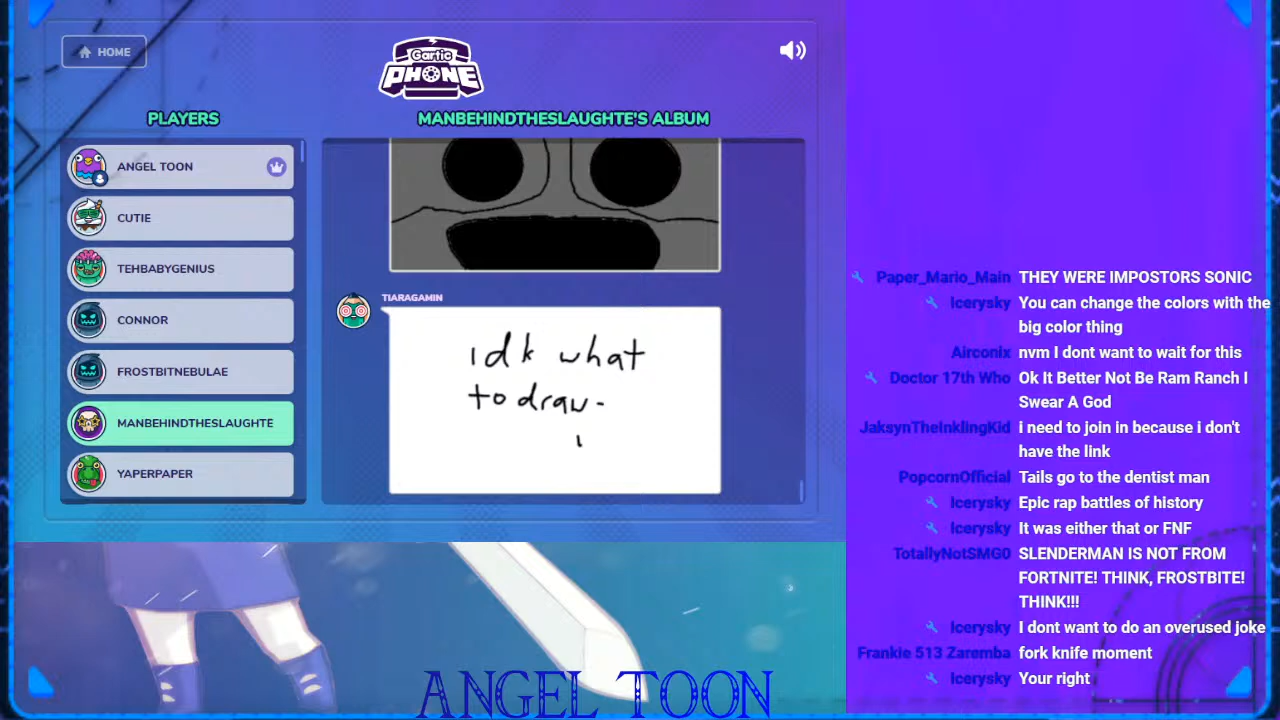 HOME
Gartic
PHONE
PLAYERS
MANBEHINDTHESLAUGHTE'S ALBUM
ANGEL TOON
CUTIE
TEHBABYGENIUS
CONNOR
FROSTBITNEBULAE
MANBEHINDTHESLAUGHTE
YAPERPAPER
TIARAGAMIN
idk what
to draw-
Paper_Mario_Main THEY WERE IMPOSTORS SONIC
Icerysky You can change the colors with the
big color thing
Airconix nvm I dont want to wait for this
Doctor 17th Who Ok It Better Not Be Ram Ranch I
Swear A God
JaksynTheInklingKid i need to join in because i don't
have the link
PopcornOfficial Tails go to the dentist man
Icerysky Epic rap battles of history
Icerysky It was either that or FNF
TotallyNotSMG0 SLENDERMAN IS NOT FROM
FORTNITE! THINK, FROSTBITE!
THINK!!!
Icerysky I dont want to do an overused joke
Frankie 513 Zaremba fork knife moment
Icerysky Your right
ANGEL TOON